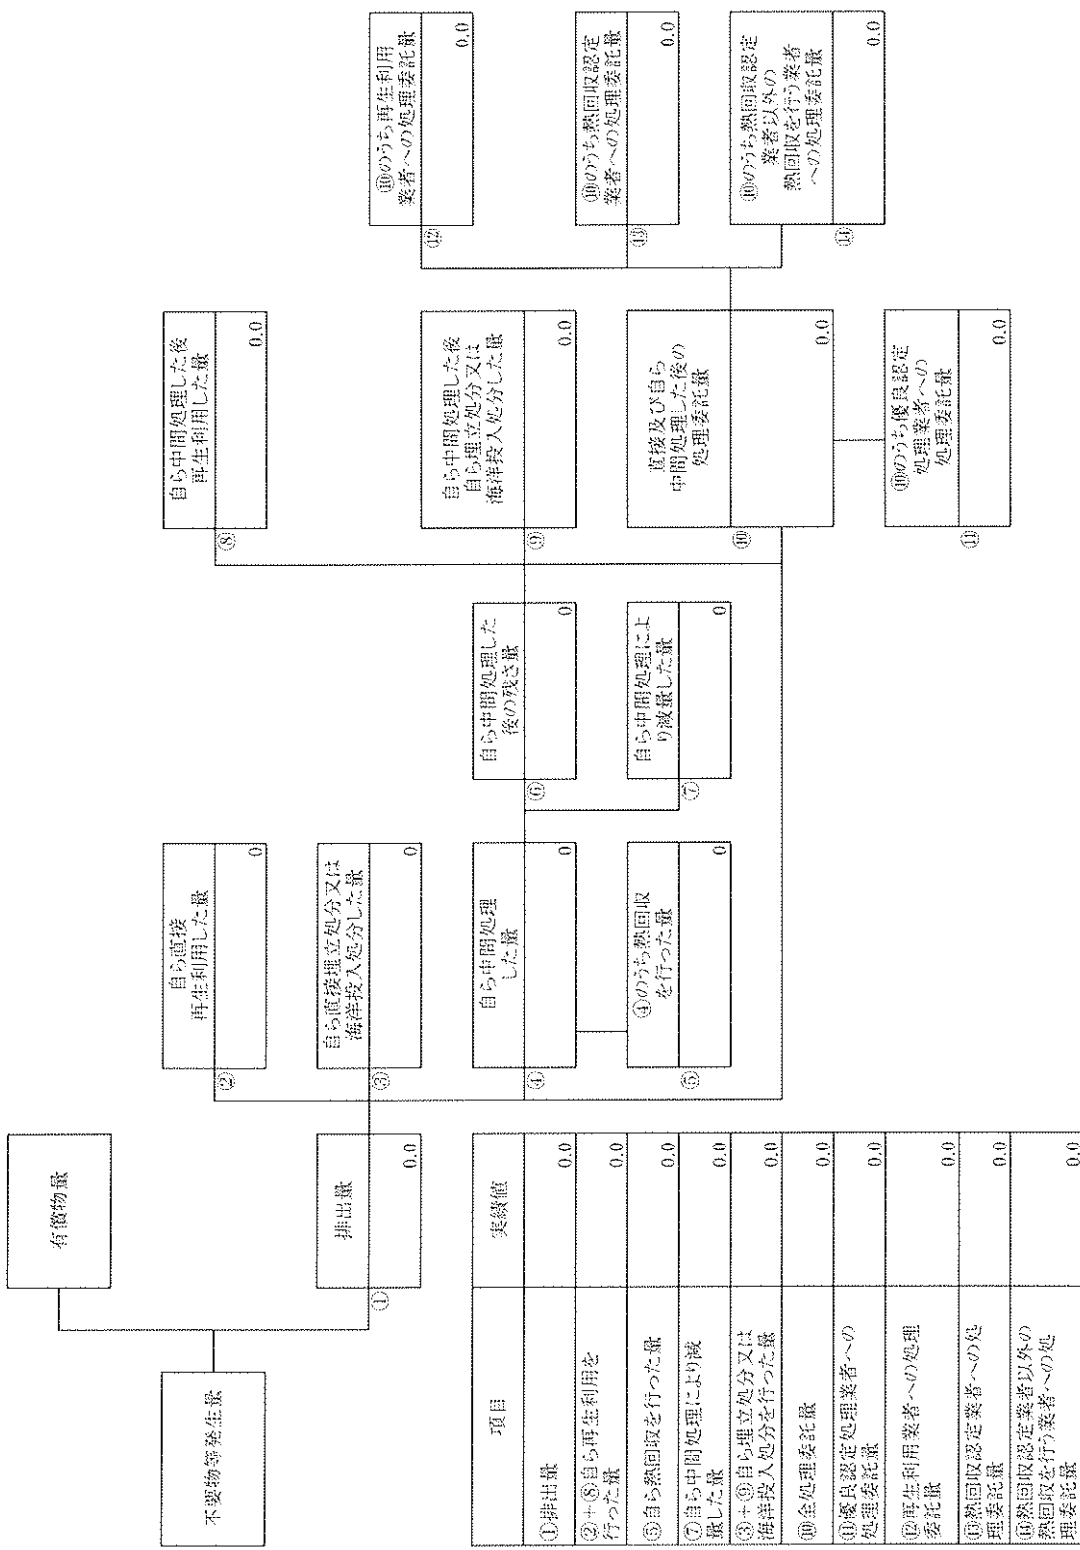 不要物等発生量
有償物量
排出量
①
0.0
自ら直接
再生利用した量
②
0
自ら直接埋立処分又は
海洋投入処分した量
③
0
自ら中間処理
した量
④
0
④のうち熱回収
を行った量
⑤
0
自ら中間処理した
後の残さ量
⑥
0
自ら中間処理によ
り減量した量
⑦
0
自ら中間処理した後
再生利用した量
⑧
0.0
自ら中間処理した後
自ら埋立処分又は
海洋投入処分した量
⑨
0.0
直接及び自ら
中間処理した後の
処理委託量
⑩
0.0
⑩のうち優良認定
処理業者への
処理委託量
⑪
0.0
⑩のうち再生利用
業者への処理委託量
⑫
0.0
⑩のうち熱回収認定
業者への処理委託量
⑬
0.0
⑩のうち熱回収認定
業者以外の
熱回収を行う業者
への処理委託量
⑭
0.0
項目 実績値
①排出量 0.0
②+⑧自ら再生利用を
行った量 0.0
⑤自ら熱回収を行った量 0.0
⑦自ら中間処理により減
量した量 0.0
③+⑨自ら埋立処分又は
海洋投入処分を行った量 0.0
⑩全処理委託量 0.0
⑪優良認定処理業者への
処理委託量 0.0
⑫再生利用業者への処理
委託量 0.0
⑬熱回収認定業者への処
理委託量 0.0
⑭熱回収認定業者以外の
熱回収を行う業者への処
理委託量 0.0